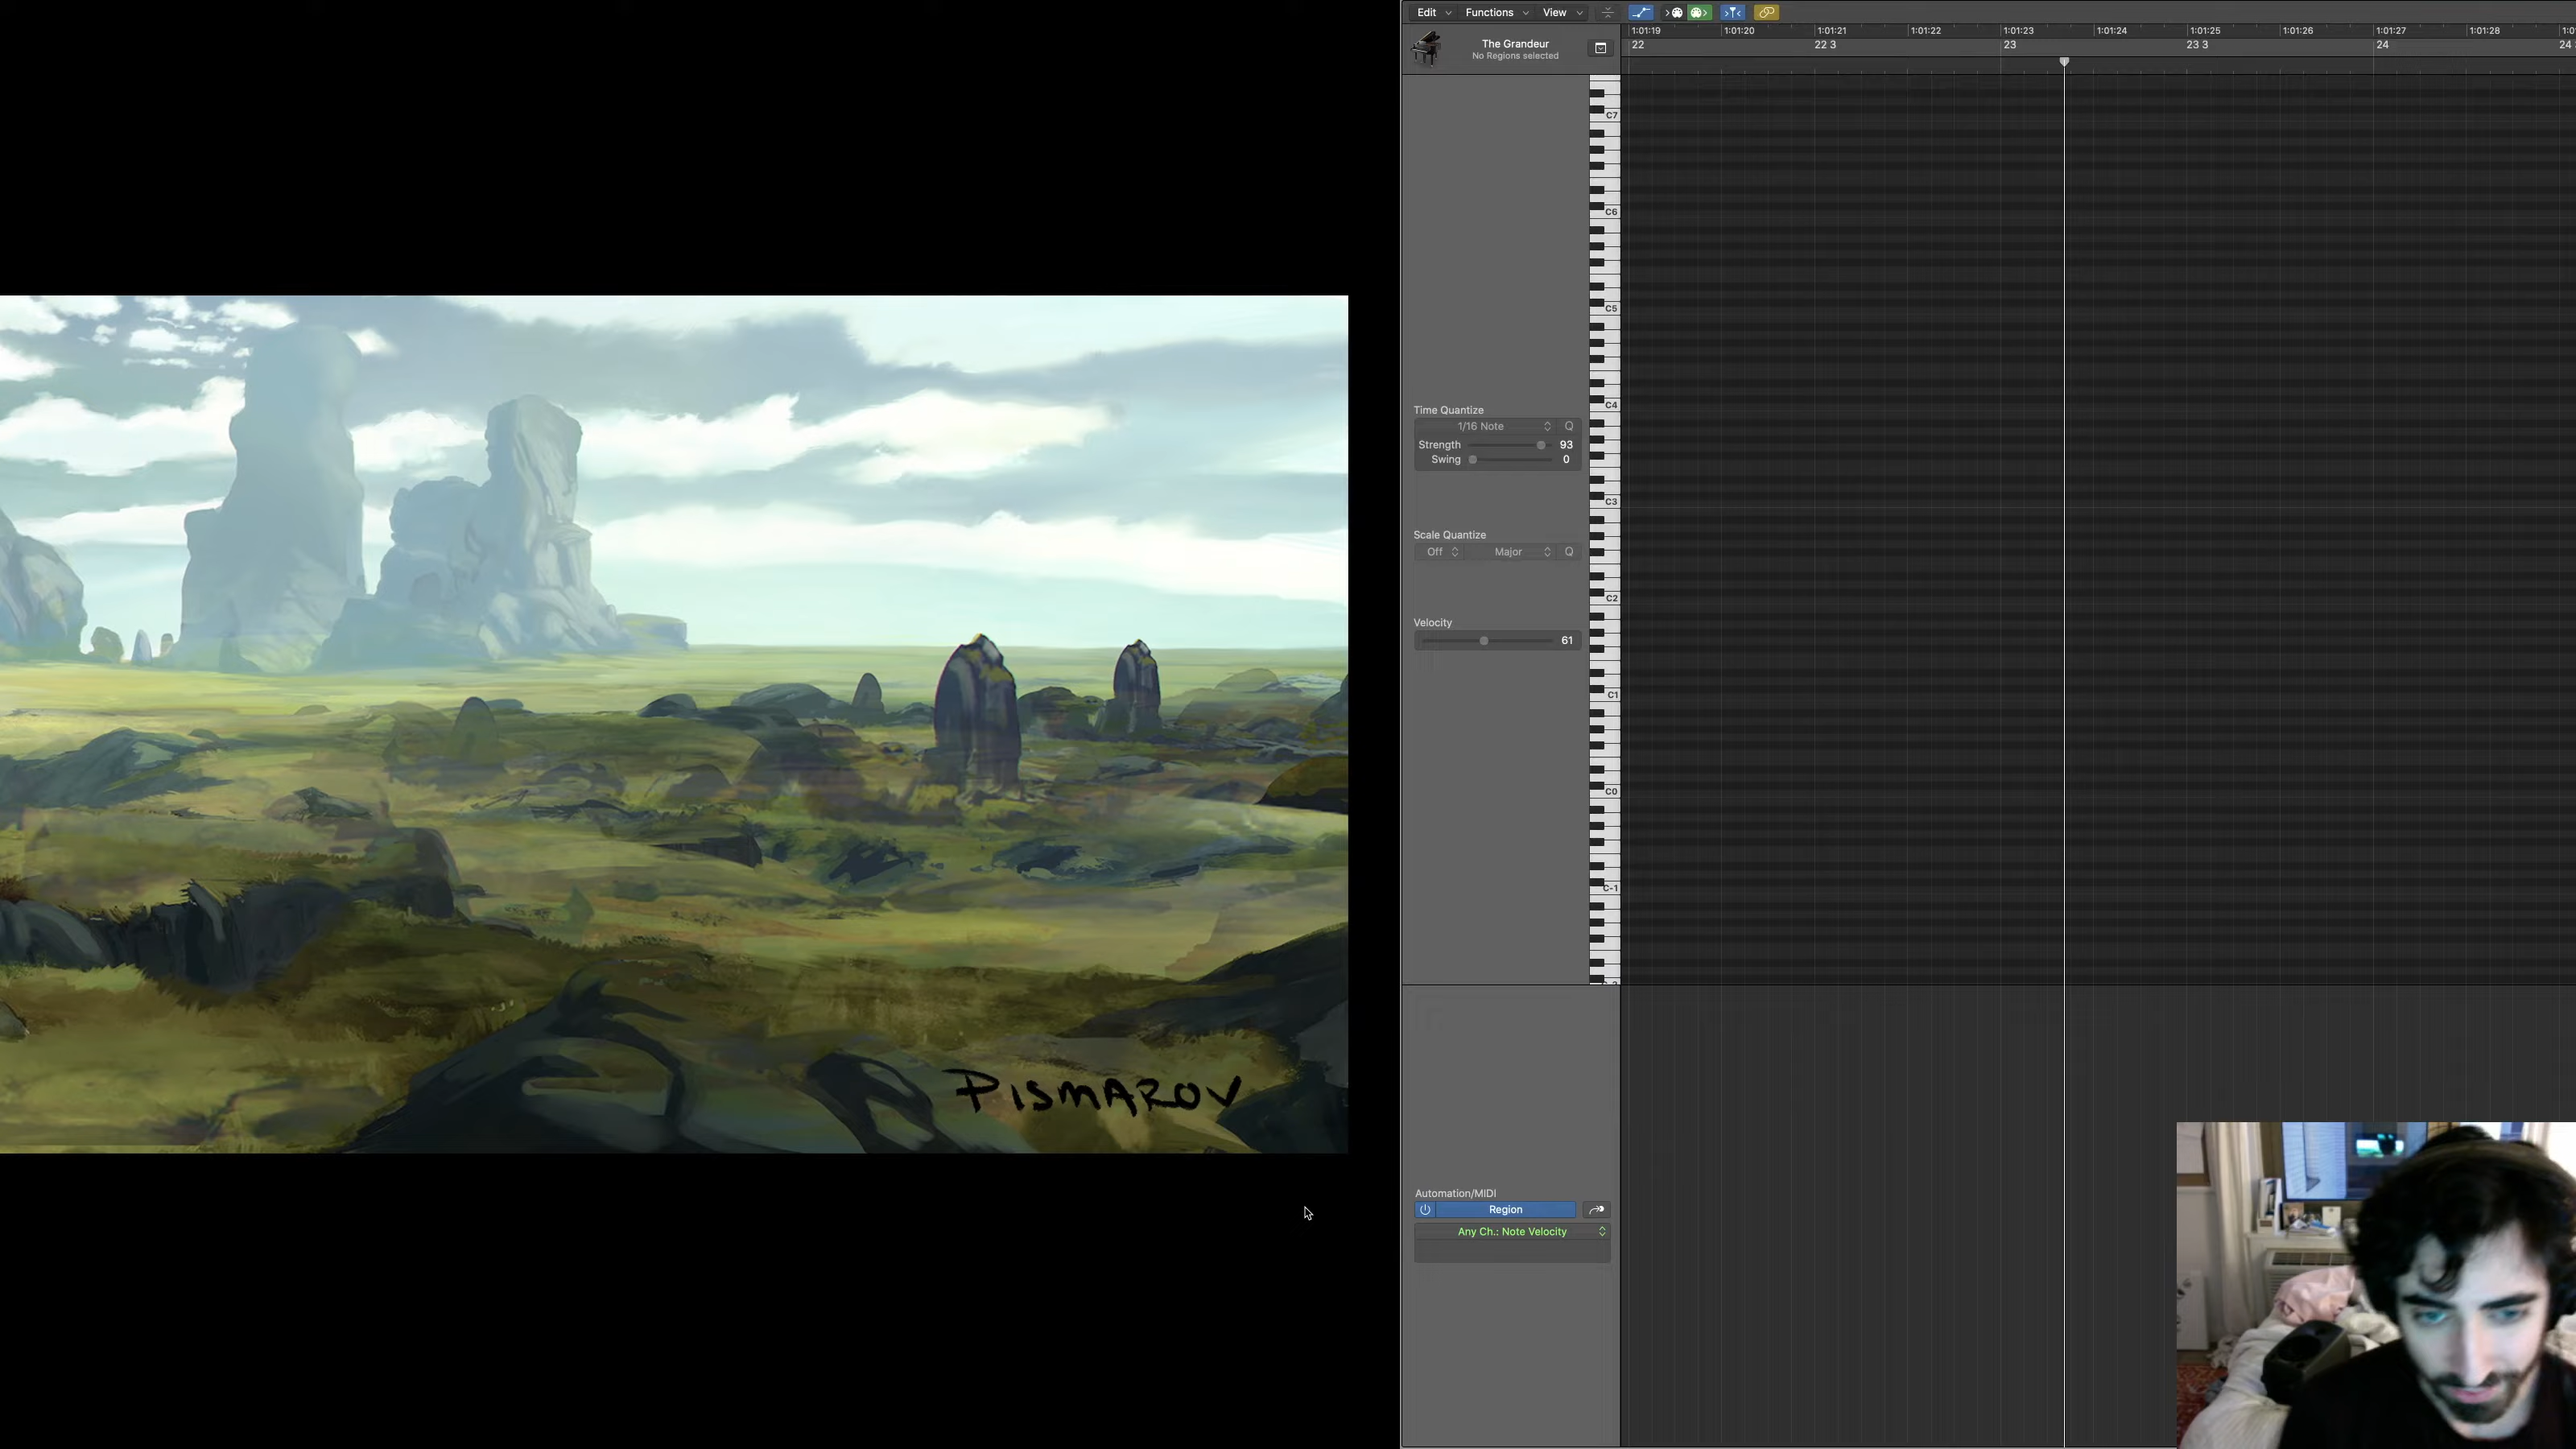 PISMAROV
Edit Functions View
The Grandeur
No Regions selected
1:01:19 1:01:20 1:01:21 1:01:22 1:01:23 1:01:24 1:01:25 1:01:26 1:01:27 1:01:28
22 22 3 23 23 3 24 24
C7
C6
C5
C4
Time Quantize
1/16 Note Q
Strength 93
Swing 0
C3
Scale Quantize
Off Major Q
C2
Velocity
61
C1
C0
C-1
Automation/MIDI
Region
Any Ch.: Note Velocity